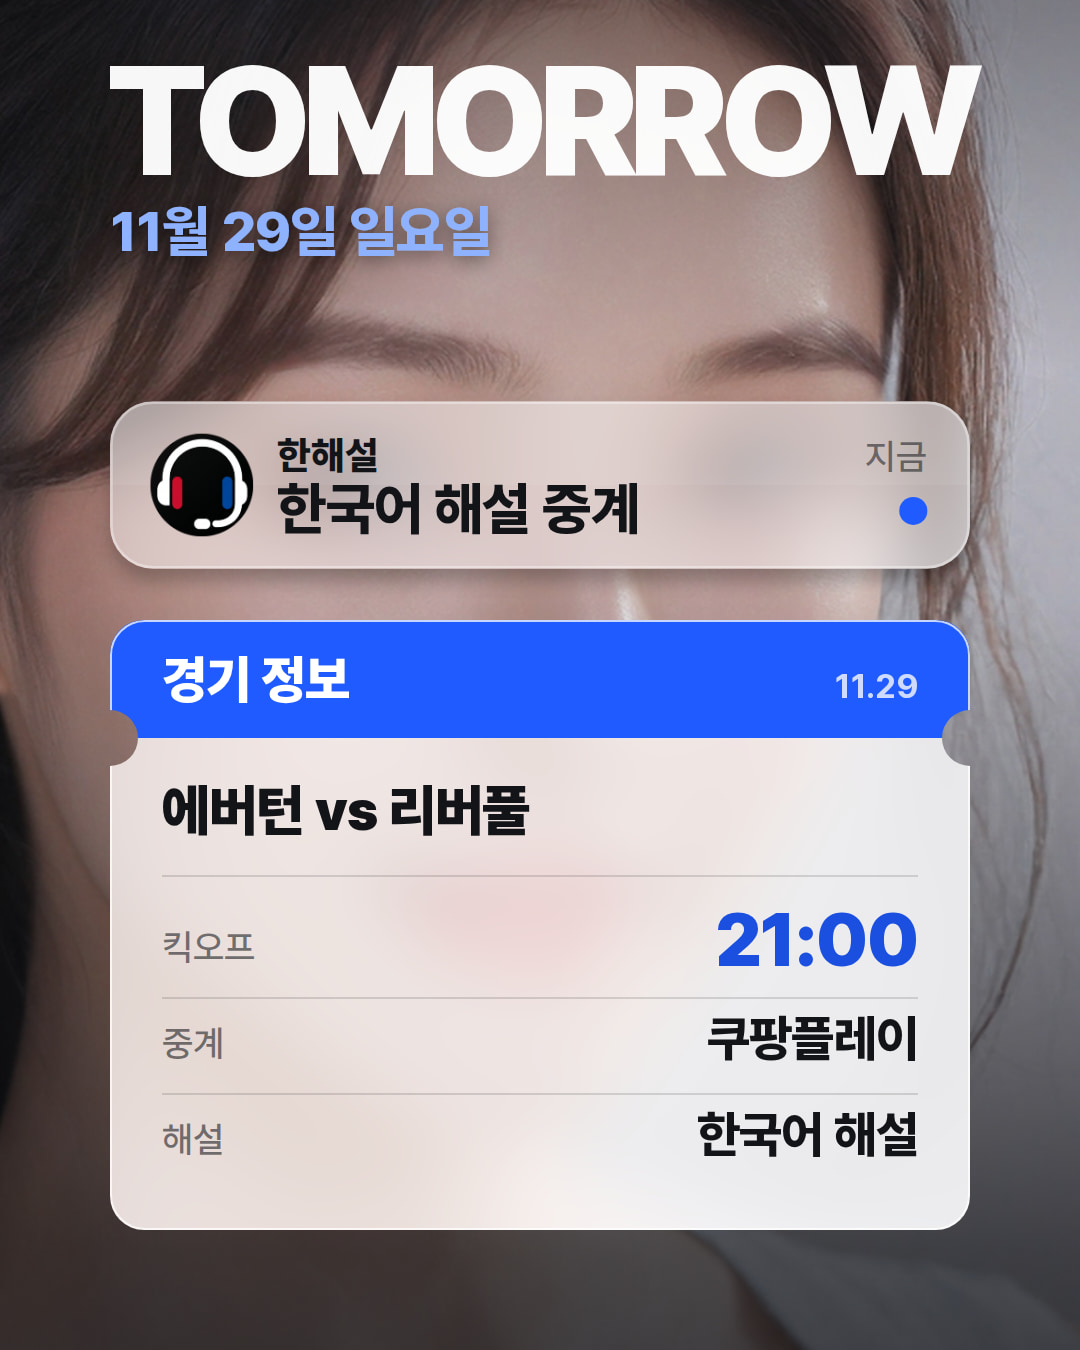 TOMORROW
11월 29일 일요일
한해설
지금
한국어 해설 중계
경기 정보
11.29
에버턴 vs 리버풀
킥오프
21:00
중계
쿠팡플레이
해설
한국어 해설